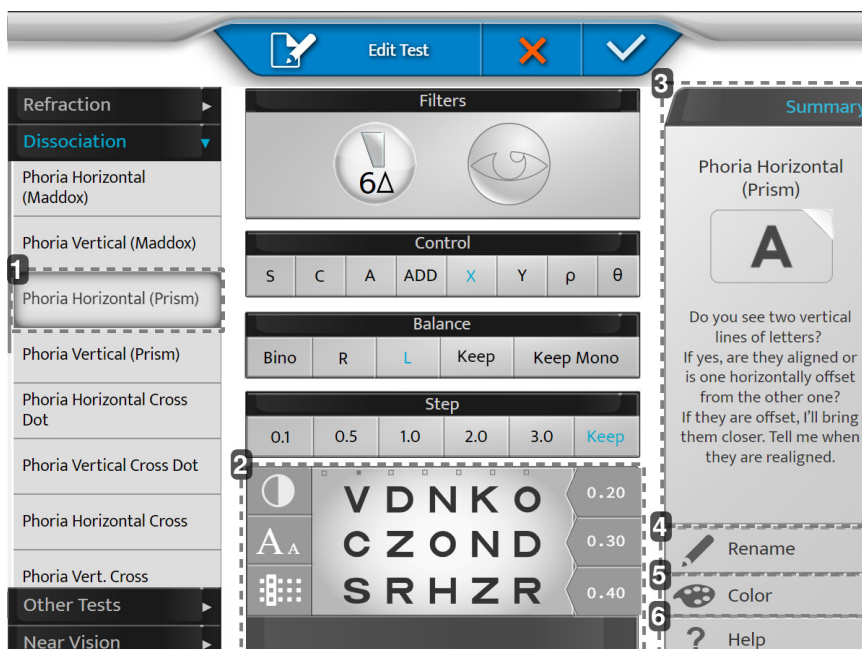 Edit Test
Refraction
Dissociation
Phoria Horizontal
(Maddox)
Phoria Vertical (Maddox)
1
Phoria Horizontal (Prism)
Phoria Vertical (Prism)
Phoria Horizontal Cross
Dot
Phoria Vertical Cross Dot
Phoria Horizontal Cross
Phoria Vert. Cross
Other Tests
Near Vision
Filters
6Δ
Control
S C A ADD X Y ρ θ
Balance
Bino R L Keep Keep Mono
Step
0.1 0.5 1.0 2.0 3.0 Keep
2
V D N K O 0.20
AA C Z O N D 0.30
S R H Z R 0.40
3
Summary
Phoria Horizontal
(Prism)
A
Do you see two vertical
lines of letters?
If yes, are they aligned or
is one horizontally offset
from the other one?
If they are offset, I'll bring
them closer. Tell me when
they are realigned.
4
Rename
5
Color
6
? Help